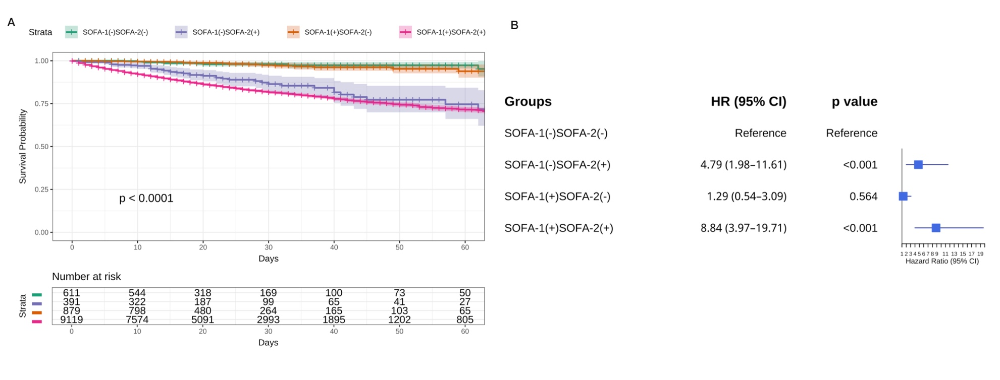 A
Strata SOFA-1(-)SOFA-2(-) SOFA-1(-)SOFA-2(+) SOFA-1(+)SOFA-2(-) SOFA-1(+)SOFA-2(+)
Survival Probability
1.00
0.75
0.50
0.25
0.00
p < 0.0001
0 10 20 30 40 50 60
Days
Number at risk
Strata
611 544 318 169 100 73 50
391 322 187 99 65 41 27
879 798 480 264 165 103 65
9119 7574 5091 2993 1895 1202 805
0 10 20 30 40 50 60
Days
B
Groups HR (95% CI) p value
SOFA-1(-)SOFA-2(-) Reference Reference
SOFA-1(-)SOFA-2(+) 4.79 (1.98–11.61) <0.001
SOFA-1(+)SOFA-2(-) 1.29 (0.54–3.09) 0.564
SOFA-1(+)SOFA-2(+) 8.84 (3.97–19.71) <0.001
1 2 3 4 5 6 7 8 9 11 13 15 17 19
Hazard Ratio (95% CI)